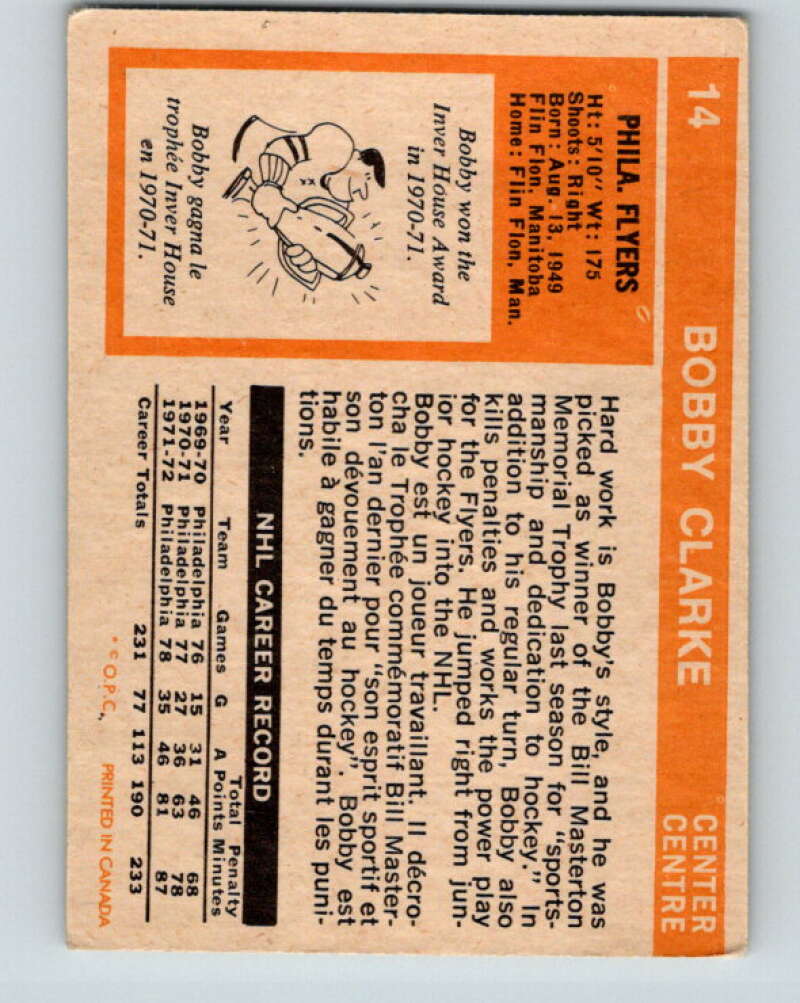 14 BOBBY CLARKE CENTER
CENTRE
PHILA. FLYERS
Ht: 5'10" Wt: 175
Shoots: Right
Born: Aug. 13, 1949
Flin Flon, Manitoba
Home: Flin Flon, Man.
Bobby won the
Inver House Award
in 1970-71.
Bobby gagna le
trophée Inver House
en 1970-71.
Hard work is Bobby's style, and he was
picked as winner of the Bill Masterton
Memorial Trophy last season for "sports-
manship and dedication to hockey." In
addition to his regular turn, Bobby also
kills penalties and works the power play
for the Flyers. He jumped right from jun-
ior hockey into the NHL.
Bobby est un joueur travaillant. Il décro-
cha le Trophée commémoratif Bill Master-
ton l'an dernier pour "son esprit sportif et
son dévouement au hockey". Bobby est
habile à gagner du temps durant les puni-
tions.
NHL CAREER RECORD
Total Penalty
Year Team Games G A Points Minutes
1969-70 Philadelphia 76 15 31 46 68
1970-71 Philadelphia 77 27 36 63 78
1971-72 Philadelphia 78 35 46 81 87
Career Totals 231 77 113 190 233
* © O.P.C. PRINTED IN CANADA